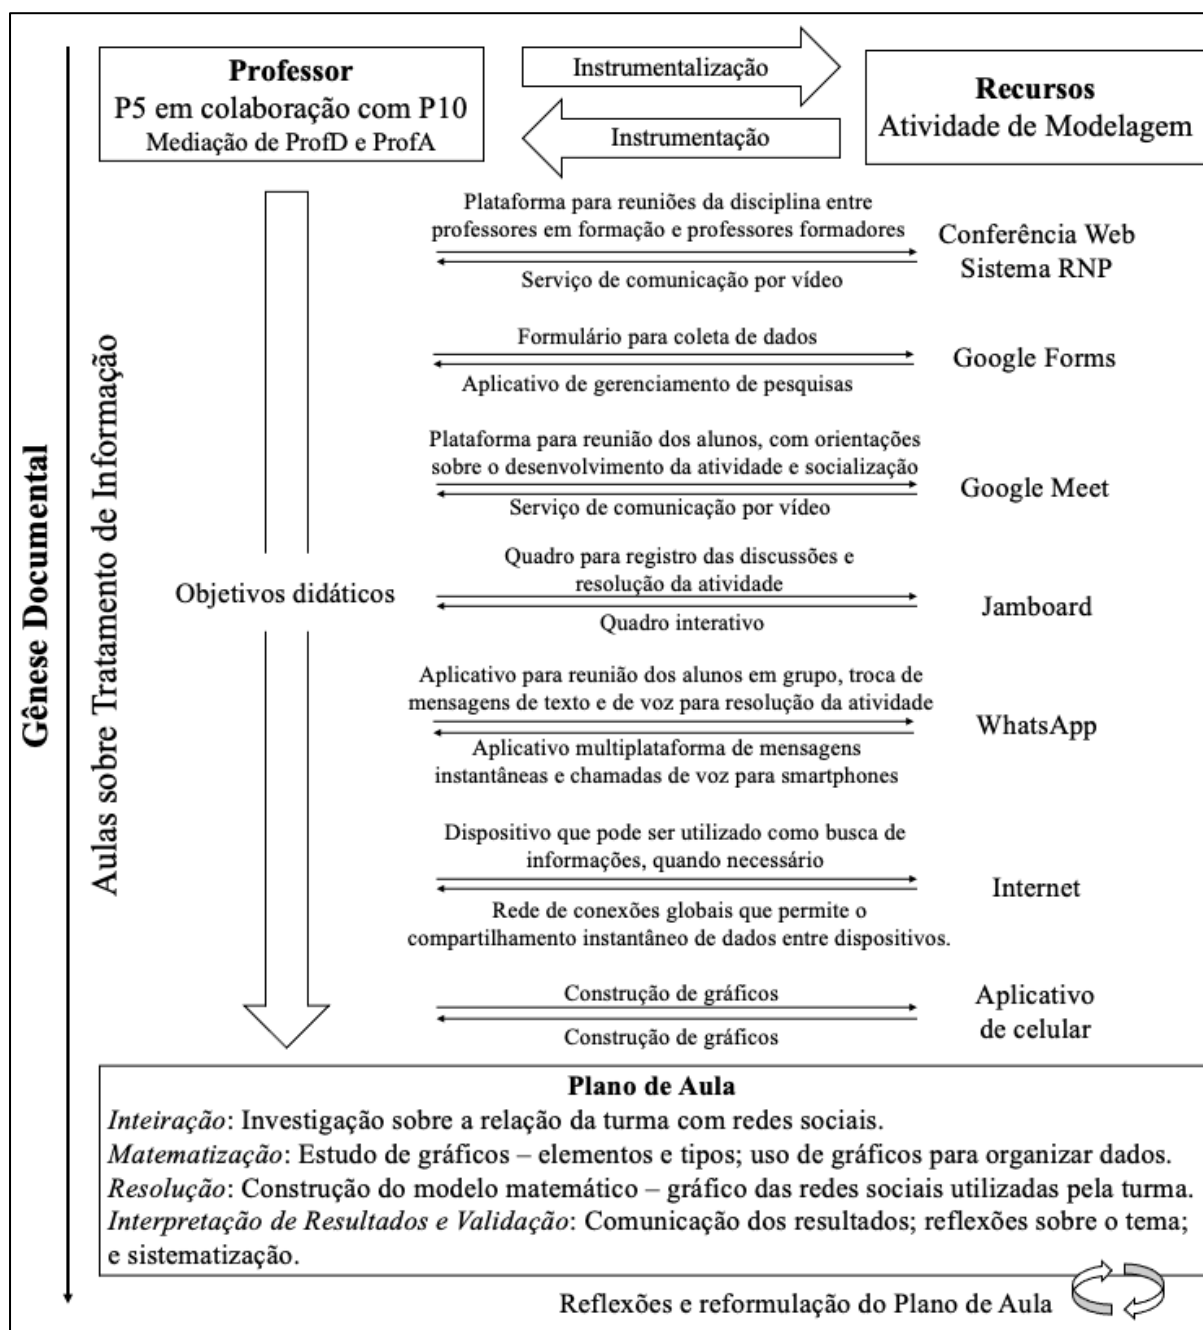 Gênese Documental
Aulas sobre Tratamento de Informação
Professor
P5 em colaboração com P10
Mediação de ProfD e ProfA
Instrumentalização
Instrumentação
Recursos
Atividade de Modelagem
Objetivos didáticos
Plataforma para reuniões da disciplina entre
professores em formação e professores formadores
Serviço de comunicação por vídeo
Conferência Web
Sistema RNP
Formulário para coleta de dados
Aplicativo de gerenciamento de pesquisas
Google Forms
Plataforma para reunião dos alunos, com orientações
sobre o desenvolvimento da atividade e socialização
Serviço de comunicação por vídeo
Google Meet
Quadro para registro das discussões e
resolução da atividade
Quadro interativo
Jamboard
Aplicativo para reunião dos alunos em grupo, troca de
mensagens de texto e de voz para resolução da atividade
Aplicativo multiplataforma de mensagens
instantâneas e chamadas de voz para smartphones
WhatsApp
Dispositivo que pode ser utilizado como busca de
informações, quando necessário
Rede de conexões globais que permite o
compartilhamento instantâneo de dados entre dispositivos.
Internet
Construção de gráficos
Construção de gráficos
Aplicativo
de celular
Plano de Aula
Inteiração: Investigação sobre a relação da turma com redes sociais.
Matematização: Estudo de gráficos – elementos e tipos; uso de gráficos para organizar dados.
Resolução: Construção do modelo matemático – gráfico das redes sociais utilizadas pela turma.
Interpretação de Resultados e Validação: Comunicação dos resultados; reflexões sobre o tema;
e sistematização.
Reflexões e reformulação do Plano de Aula